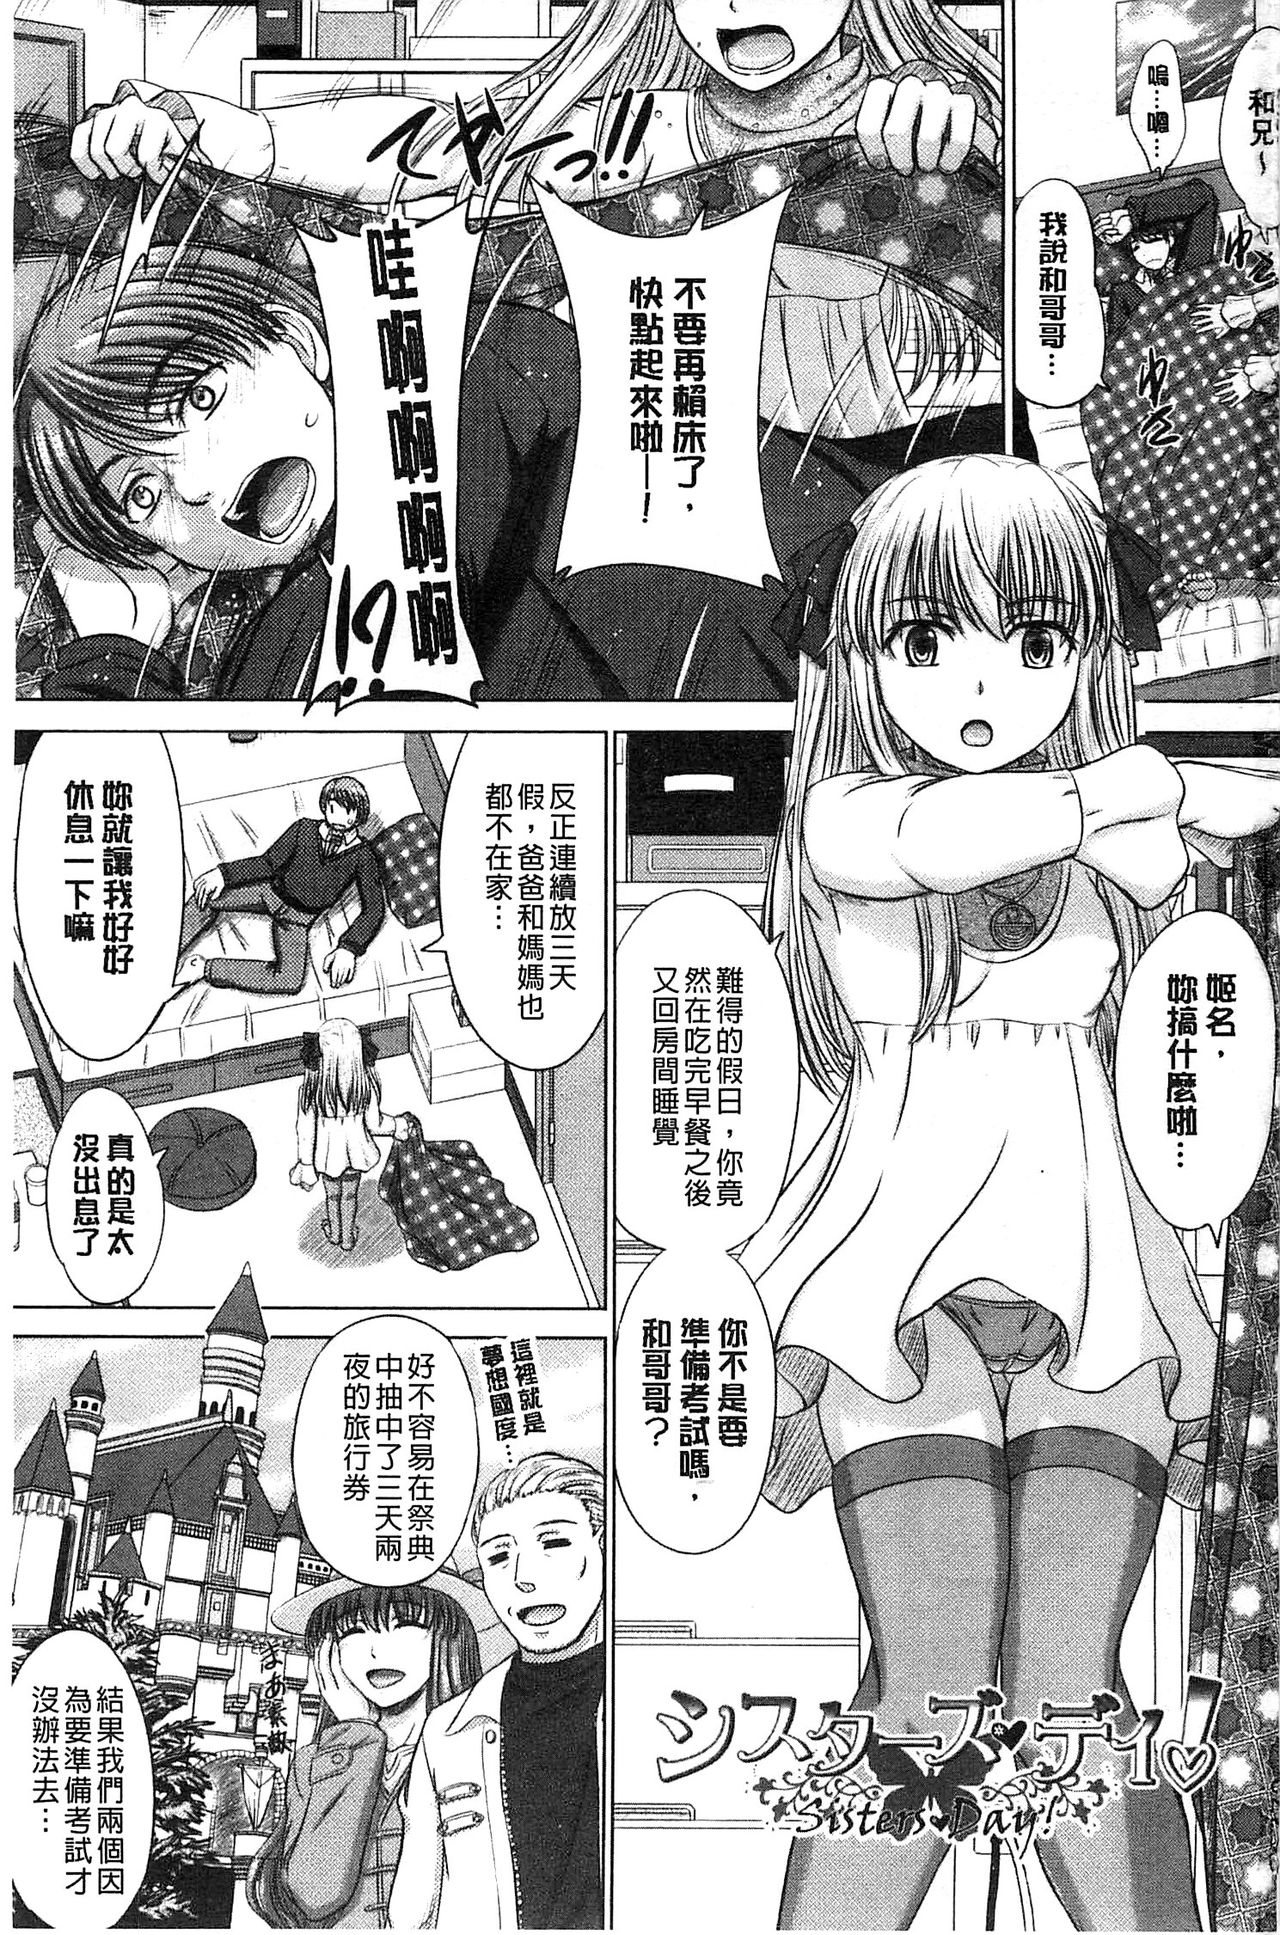 和兄~
嗚…嗯…
ゆさ
ゆさ
我說和哥哥…
てやーっ!!
不要再賴床了,
快點起來啦—!
哇啊啊啊啊啊啊!?
姬名,
妳搞什麼啦…
難得的假日,你竟
然在吃完早餐之後
又回房間睡覺
你不是要
準備考試嗎,
和哥哥?
シスターズ♥デイ!
Sisters♥Day!
反正連續放三天
假,爸爸和媽媽也
都不在家…
妳就讓我好好
休息一下嘛
真的是太
沒出息了
這裡就是
夢想國度…
好不容易在祭典
中抽中了三天兩
夜的旅行券
まあ素敵
結果我們兩個因
為要準備考試才
沒辦法去…